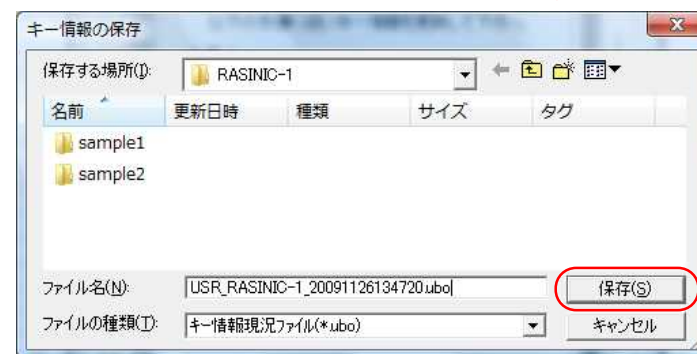 キー情報の保存
保存する場所(I): RASINIC-1
名前 更新日時 種類 サイズ タグ
sample1
sample2
ファイル名(N): USR_RASINIC-1_20091126134720.ubo 保存(S)
ファイルの種類(T): キー情報現況ファイル(*.ubo) キャンセル